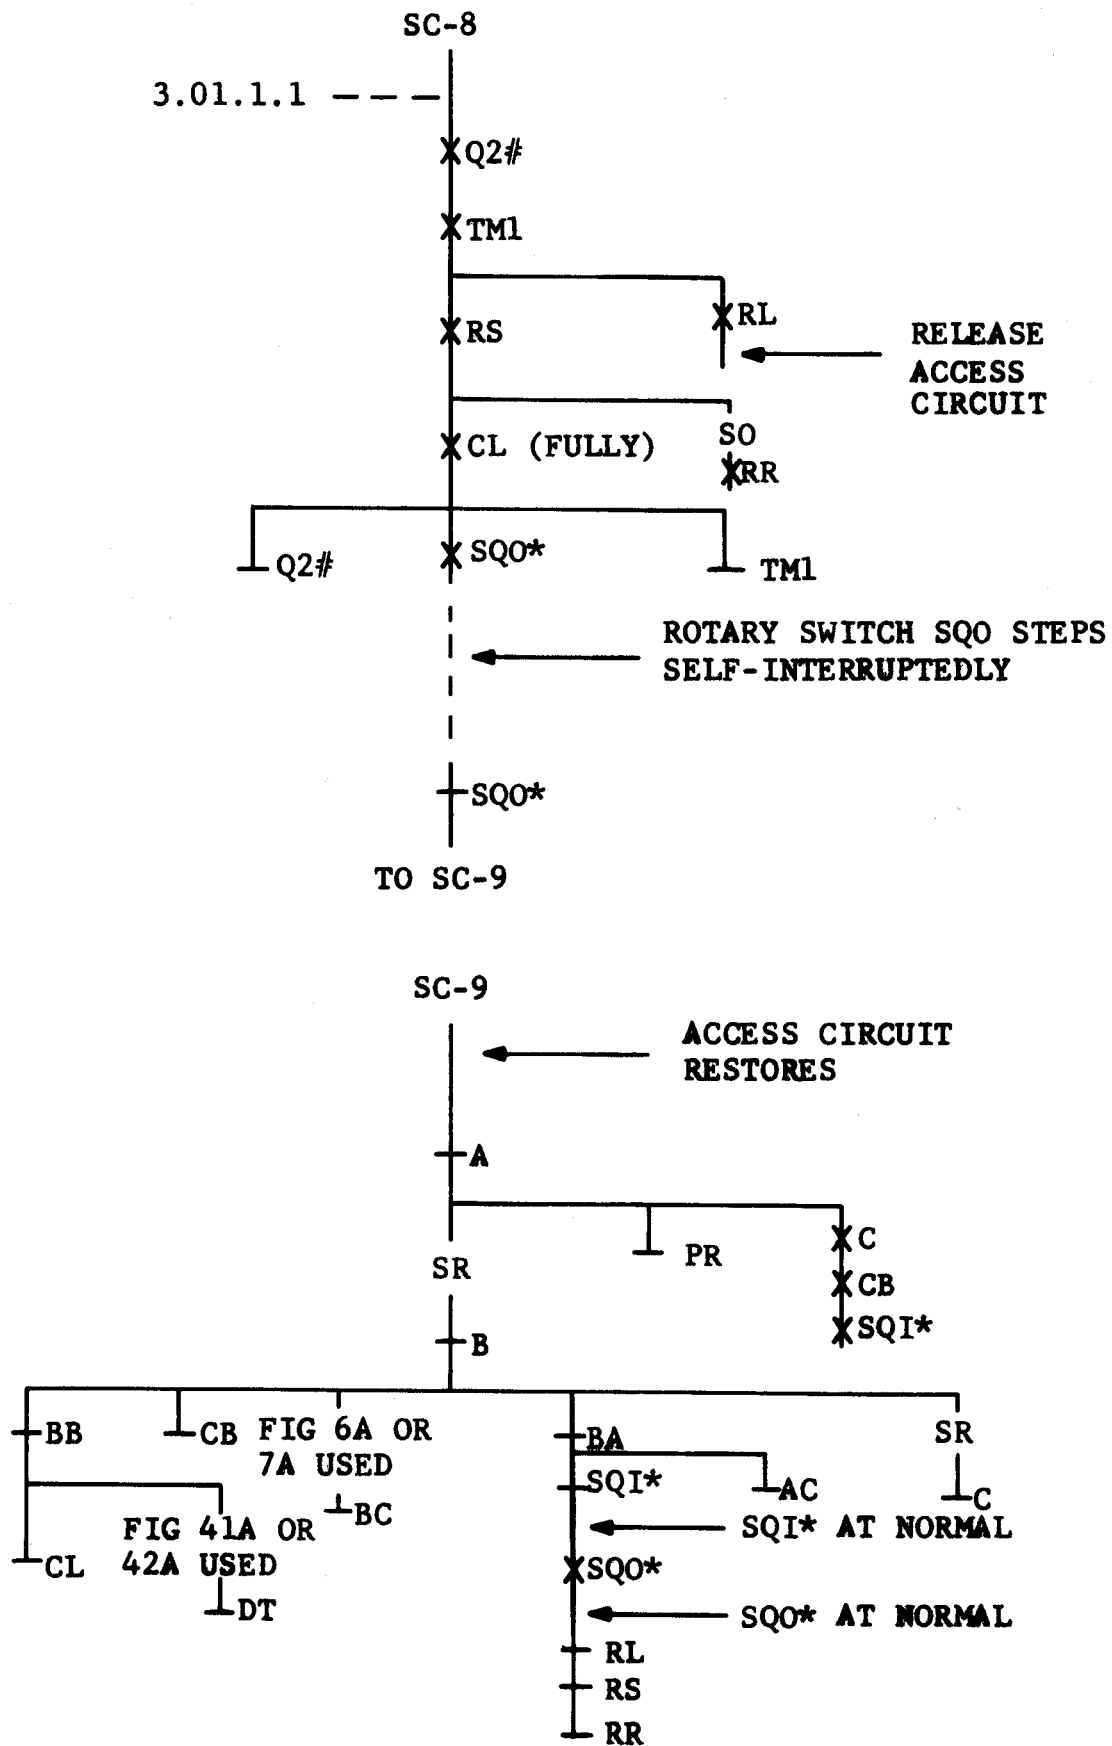 SC-8
3.01.1.1
Q2#
TM1
RL
RS
RELEASE
ACCESS
CIRCUIT
SO
CL (FULLY)
RR
SQO*
Q2#
TM1
ROTARY SWITCH SQO STEPS
SELF-INTERRUPTEDLY
SQO*
TO SC-9
SC-9
ACCESS CIRCUIT
RESTORES
A
C
PR
SR
CB
SQI*
B
BB
CB
FIG 6A OR
7A USED
BA
SR
SQI*
AC
C
BC
FIG 41A OR
42A USED
SQI* AT NORMAL
CL
SQO*
DT
SQO* AT NORMAL
RL
RS
RR